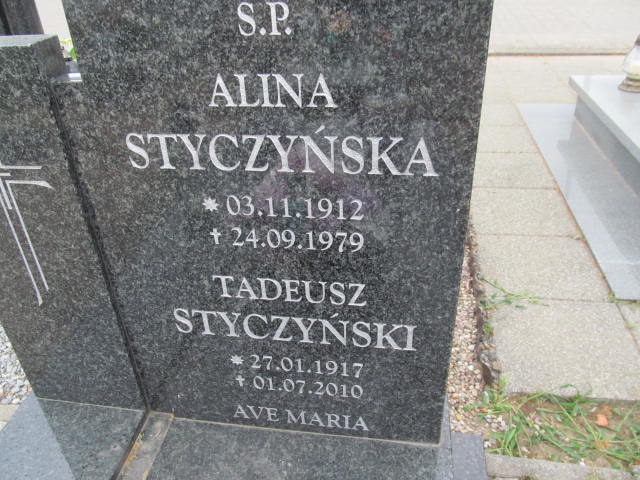 S.P.
ALINA
STYCZYŃSKA
* 03.11.1912
† 24.09.1979
TADEUSZ
STYCZYŃSKI
* 27.01.1917
† 01.07.2010
AVE MARIA